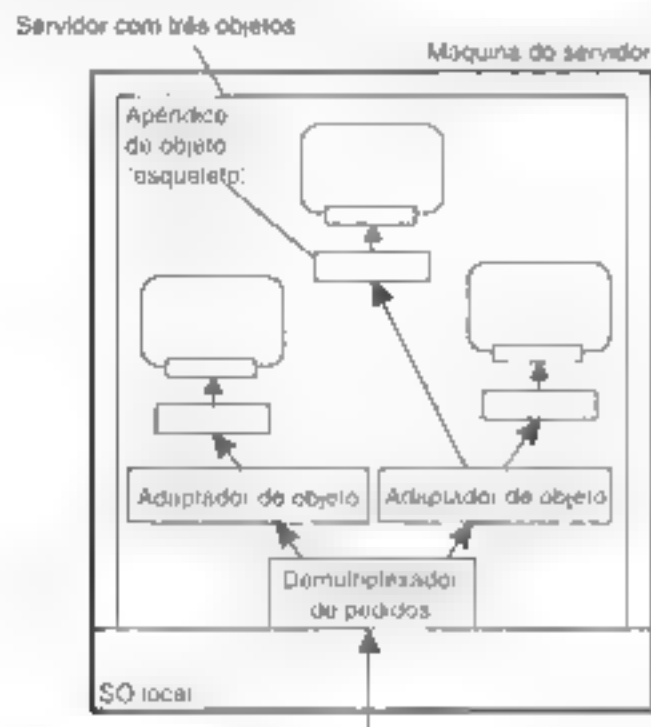 Servidor com três objetos
Máquina do servidor
Apêndice
de objeto
(esqueleto)
Adaptador de objeto
Adaptador de objeto
Demultiplexador
de pedidos
SO local